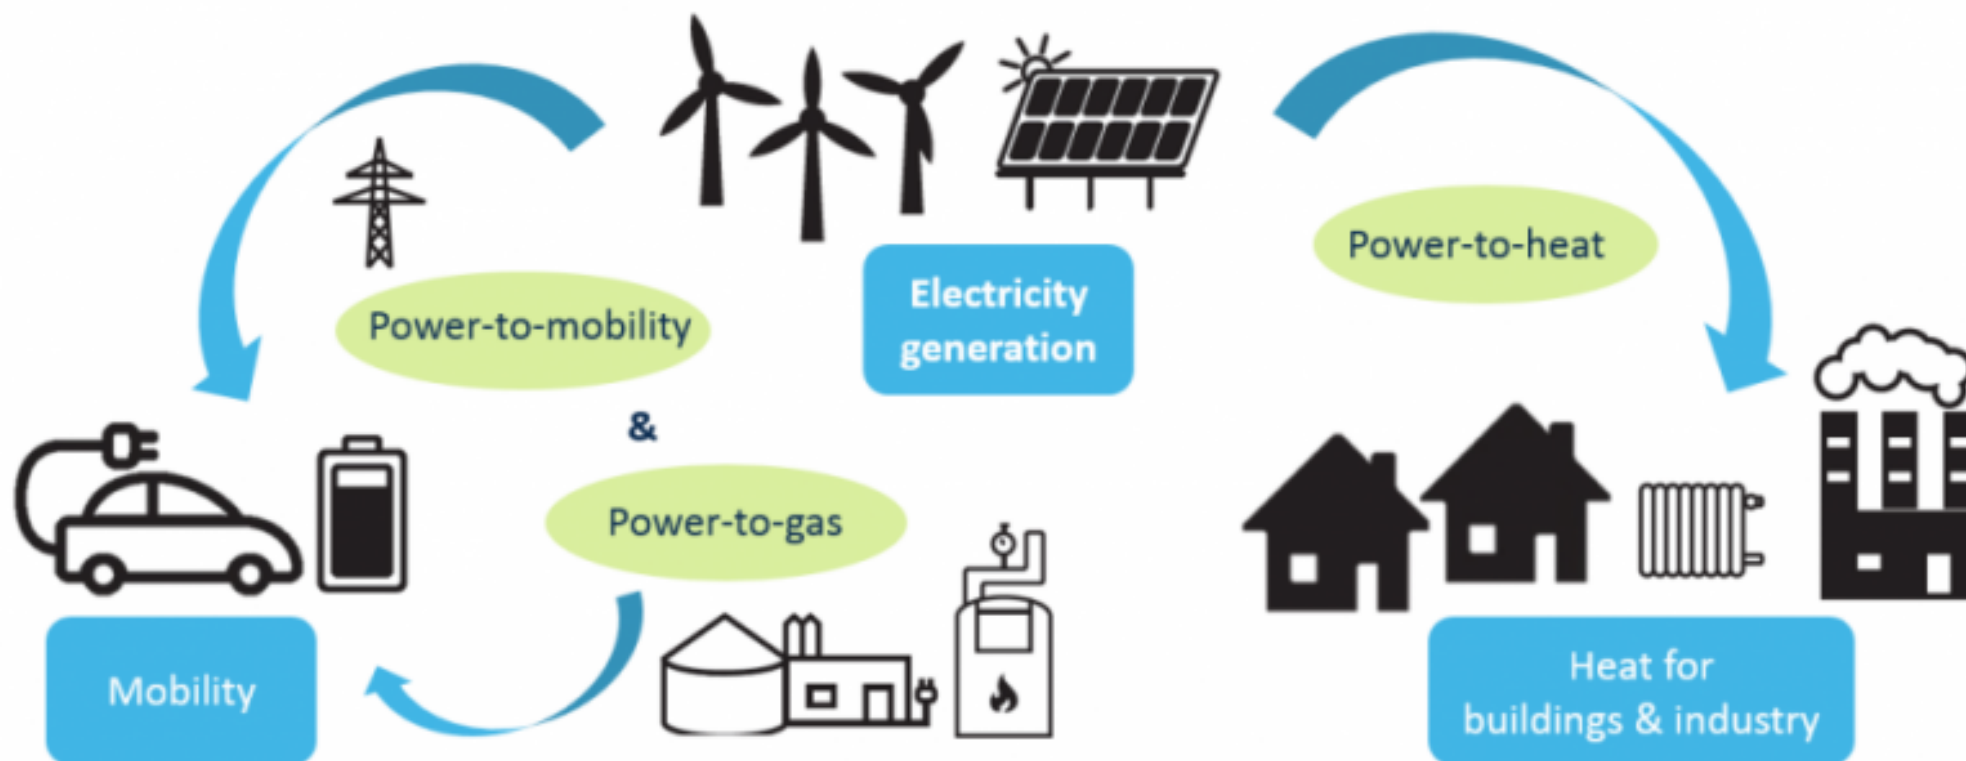 Power-to-mobility
&
Power-to-gas
Electricity
generation
Power-to-heat
Mobility
Heat for
buildings & industry